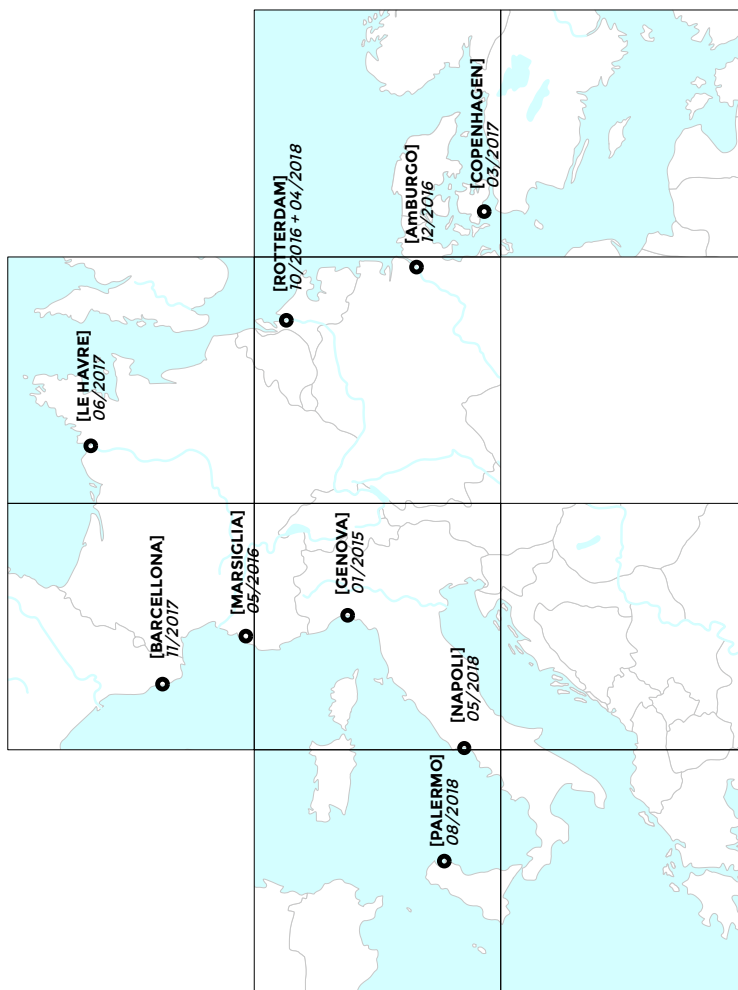 [LE HAVRE]
06/2017
[BARCELLONA]
11/2017
[MARSIGLIA]
05/2016
[ROTTERDAM]
10/2016 + 04/2018
[GENOVA]
01/2015
[AmBURGO]
12/2016
[PALERMO]
08/2018
[NAPOLI]
05/2018
[COPENHAGEN]
03/2017